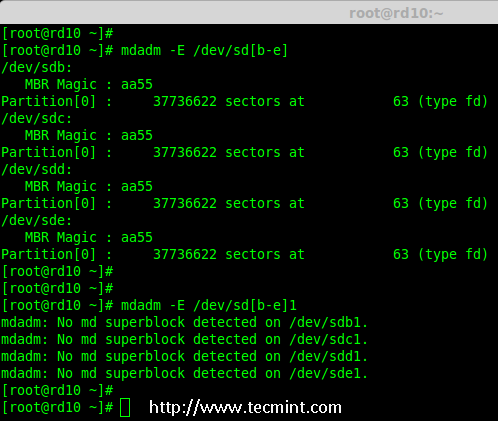 root@rd10:~
[root@rd10 ~]#
[root@rd10 ~]# mdadm -E /dev/sd[b-e]
/dev/sdb:
   MBR Magic : aa55
Partition[0] :     37736622 sectors at           63 (type fd)
/dev/sdc:
   MBR Magic : aa55
Partition[0] :     37736622 sectors at           63 (type fd)
/dev/sdd:
   MBR Magic : aa55
Partition[0] :     37736622 sectors at           63 (type fd)
/dev/sde:
   MBR Magic : aa55
Partition[0] :     37736622 sectors at           63 (type fd)
[root@rd10 ~]#
[root@rd10 ~]#
[root@rd10 ~]# mdadm -E /dev/sd[b-e]1
mdadm: No md superblock detected on /dev/sdb1.
mdadm: No md superblock detected on /dev/sdc1.
mdadm: No md superblock detected on /dev/sdd1.
mdadm: No md superblock detected on /dev/sde1.
[root@rd10 ~]#
[root@rd10 ~]# http://www.tecmint.com